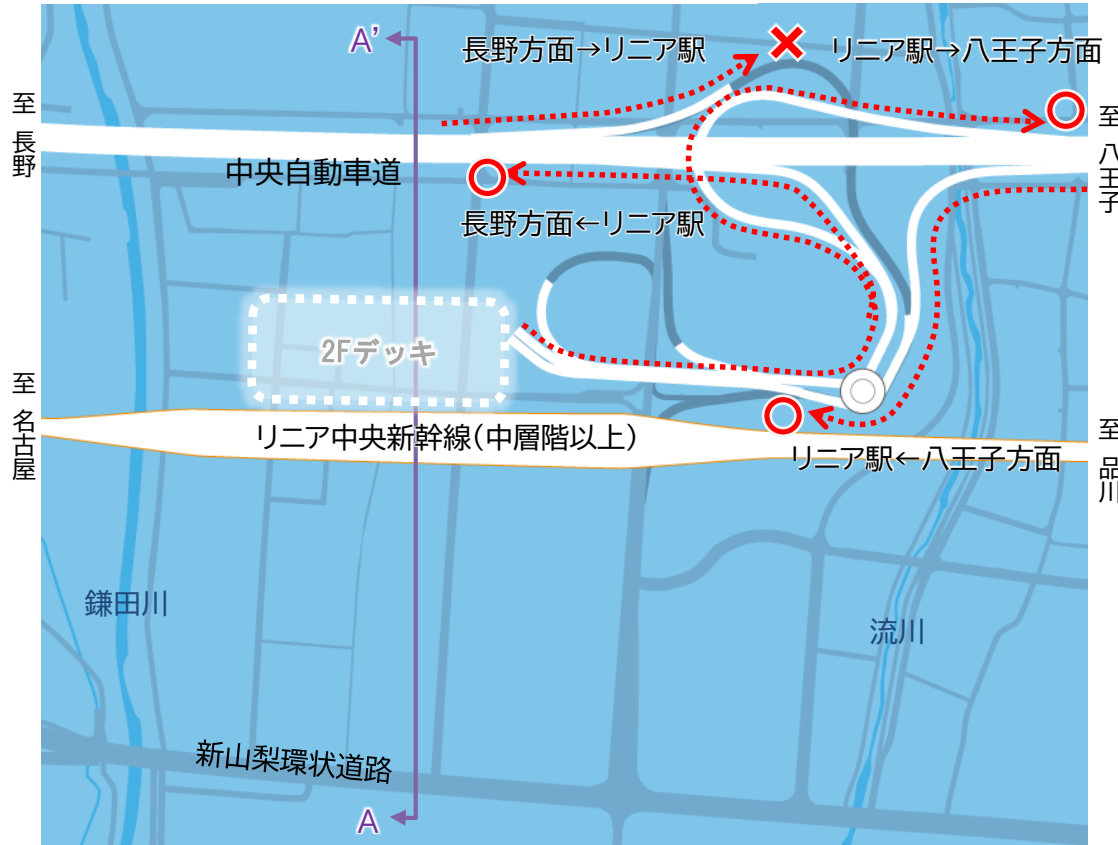 A'
長野方面→リニア駅
リニア駅→八王子方面
至 長野
至 八王子
中央自動車道
長野方面←リニア駅
2Fデッキ
至 名古屋
リニア中央新幹線(中層階以上)
リニア駅←八王子方面
至 品川
鎌田川
流川
新山梨環状道路
A